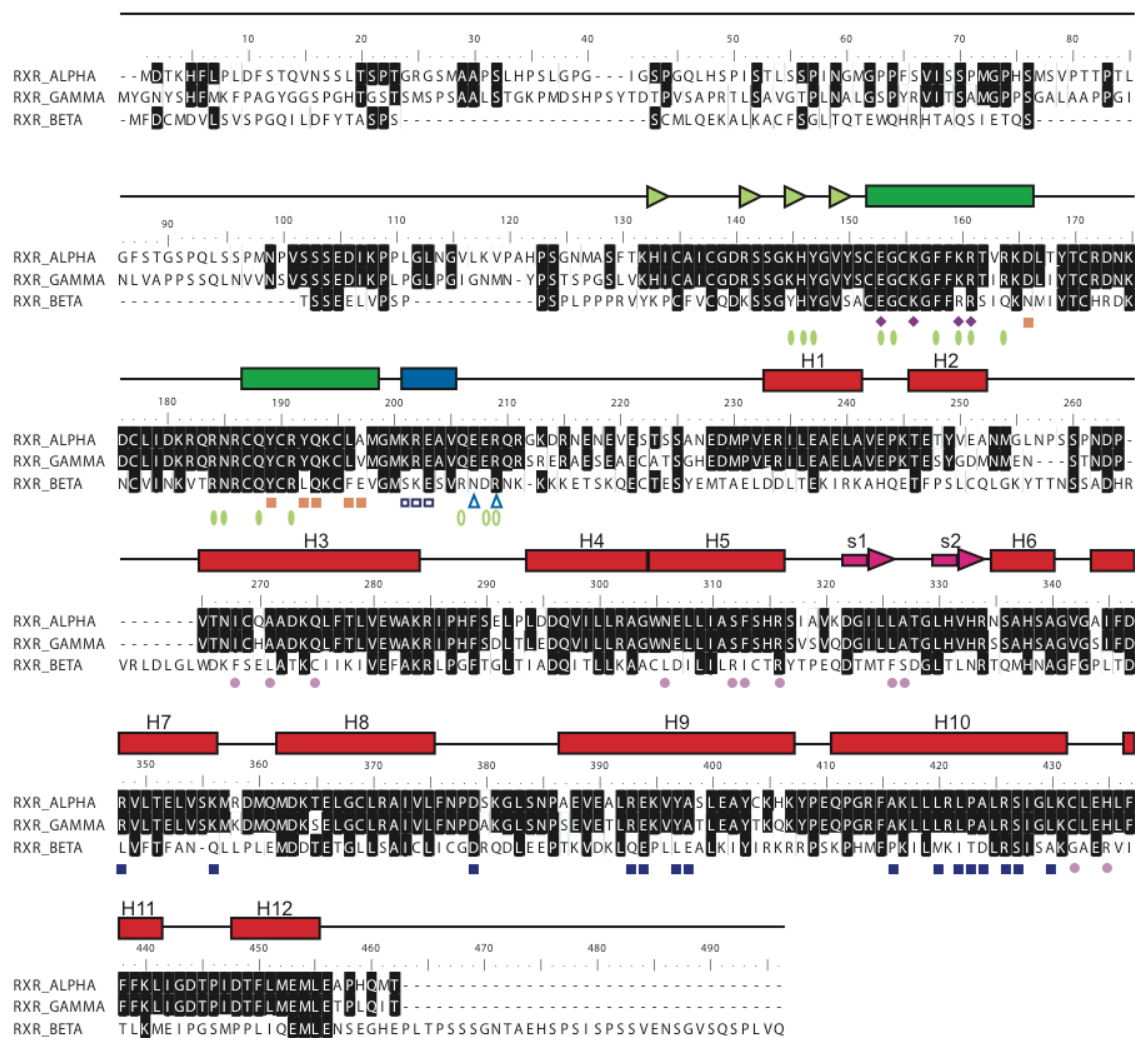 10 20 30 40 50 60 70 80
RXR_ALPHA --MDTKHFLPLDFSTQVNSSLTSPTGRGSMAAPSLHPSLGPG----IGSPGQLHSPISTLSSPINGMGPPFSVISSPMGPHSMSVPTTPTL
RXR_GAMMA MYGNYSHFMKFPAGYGGSPGHTGSTSMSPSAALSTGKPMDSHPSYTDTPVSAPRTLSAVGTPLNALGSPYRVITSAMGPPSGALAAPPGI
RXR_BETA --MFDCMDVLSVSPGQILDFYTASPS----------------------SCMLQEKALKACFSGLTQTEWQHRHTAQSIETQS---------
90 100 110 120 130 140 150 160 170
RXR_ALPHA GFSTGSPQLSSPMNPVSSSEDIKPPLGLNGVLKVPAHPSGNMASFTKHICAICGDRSSGKHYGVYSCEGCKGFFKRTVRKDLTYTCRDNK
RXR_GAMMA NLVAPPSSQLNVVNSVSSSEDIKPLPGLPGIGNMN-YPSTSPGSLVKHICAICGDRSSGKHYGVYSCEGCKGFFKRTIRKDLIYTCRDNK
RXR_BETA ----------------TSSEELVPSP-----------PSPLPPPRVYKPCFVCQDKSSGYHYGVSACEGCKGFFRRSIQKNMIYTCHRDK
180 190 200 210 220 230 240 250 260
H1 H2
RXR_ALPHA DCLIDKRQRNRCQYCRYQKCLAMGMKREAVQEERQRGKDRNENEVESTSSANEDMPVERILEAELAVEPKTETYVEANMGLNPSSPNDP-
RXR_GAMMA DCLIDKRQRNRCQYCRYQKCLVMGMKREAVQEERQRSRERAESEAECATSGHEDMPVERILEAELAVEPKTESYGDMNMEN---STNDP-
RXR_BETA NCVINKVTRNRCQYCRLQKCFEVGMSKESVRNDRNK-KKKETSKQECTESYEMTAELDDLTEKIRKAHQETFPSLCQLGKYTTNSSADHR
H3 H4 H5 s1 s2 H6
270 280 290 300 310 320 330 340
RXR_ALPHA -------VTNICQAADKQLFTLVEWAKRIPHFSELPLDDQVILLRAGWNELLIASFSHRSIAVKDGILLATGLHVHRNSAHSAGVGAIFD
RXR_GAMMA -------VTNICHAADKQLFTLVEWAKRIPHFSDLTLEDQVILLRAGWNELLIASFSHRSVSVQDGILLATGLHVHRSSAHSAGVGSIFD
RXR_BETA VRLDLGLWDKFSELATKCIIKIVEFAKRLPGFTGLTIADQITLLKAACLDILILRICTRYTPEQDTMTFSDGLTLNRTQMHNAGFGPLTD
H7 H8 H9 H10
350 360 370 380 390 400 410 420 430
RXR_ALPHA RVLTELVSKMRDMQMDKTELGCLRAIVLFNPDSKGLSNPAEVEALREKVYASLEAYCKHKYPEQPGRFAKLLLRLPALRSIGLKCLEHLF
RXR_GAMMA RVLTELVSKMKDMQMDKSELGCLRAIVLFNPDAKGLSNPSEVETLREKVYATLEAYTKQKYPEQPGRFAKLLLRLPALRSIGLKCLEHLF
RXR_BETA LVFTFAN-QLLPLEMDDTETGLLSAICLICGDRQDLEEPTKVDKLQEPLLEALKIYIRKRRPSKPHMFPKILMKITDLRSISAKGAERVI
H11 H12
440 450 460 470 480 490
RXR_ALPHA FFKLIGDTPIDTFLMEMLEAPHQMT----------------------------------
RXR_GAMMA FFKLIGDTPIDTFLMEMLETPLQIT----------------------------------
RXR_BETA TLKMEIPGSMPPLIQEMLENSEGHEPLTPSSSGNTAEHSPSISPSSVENSGVSQSPLVQ